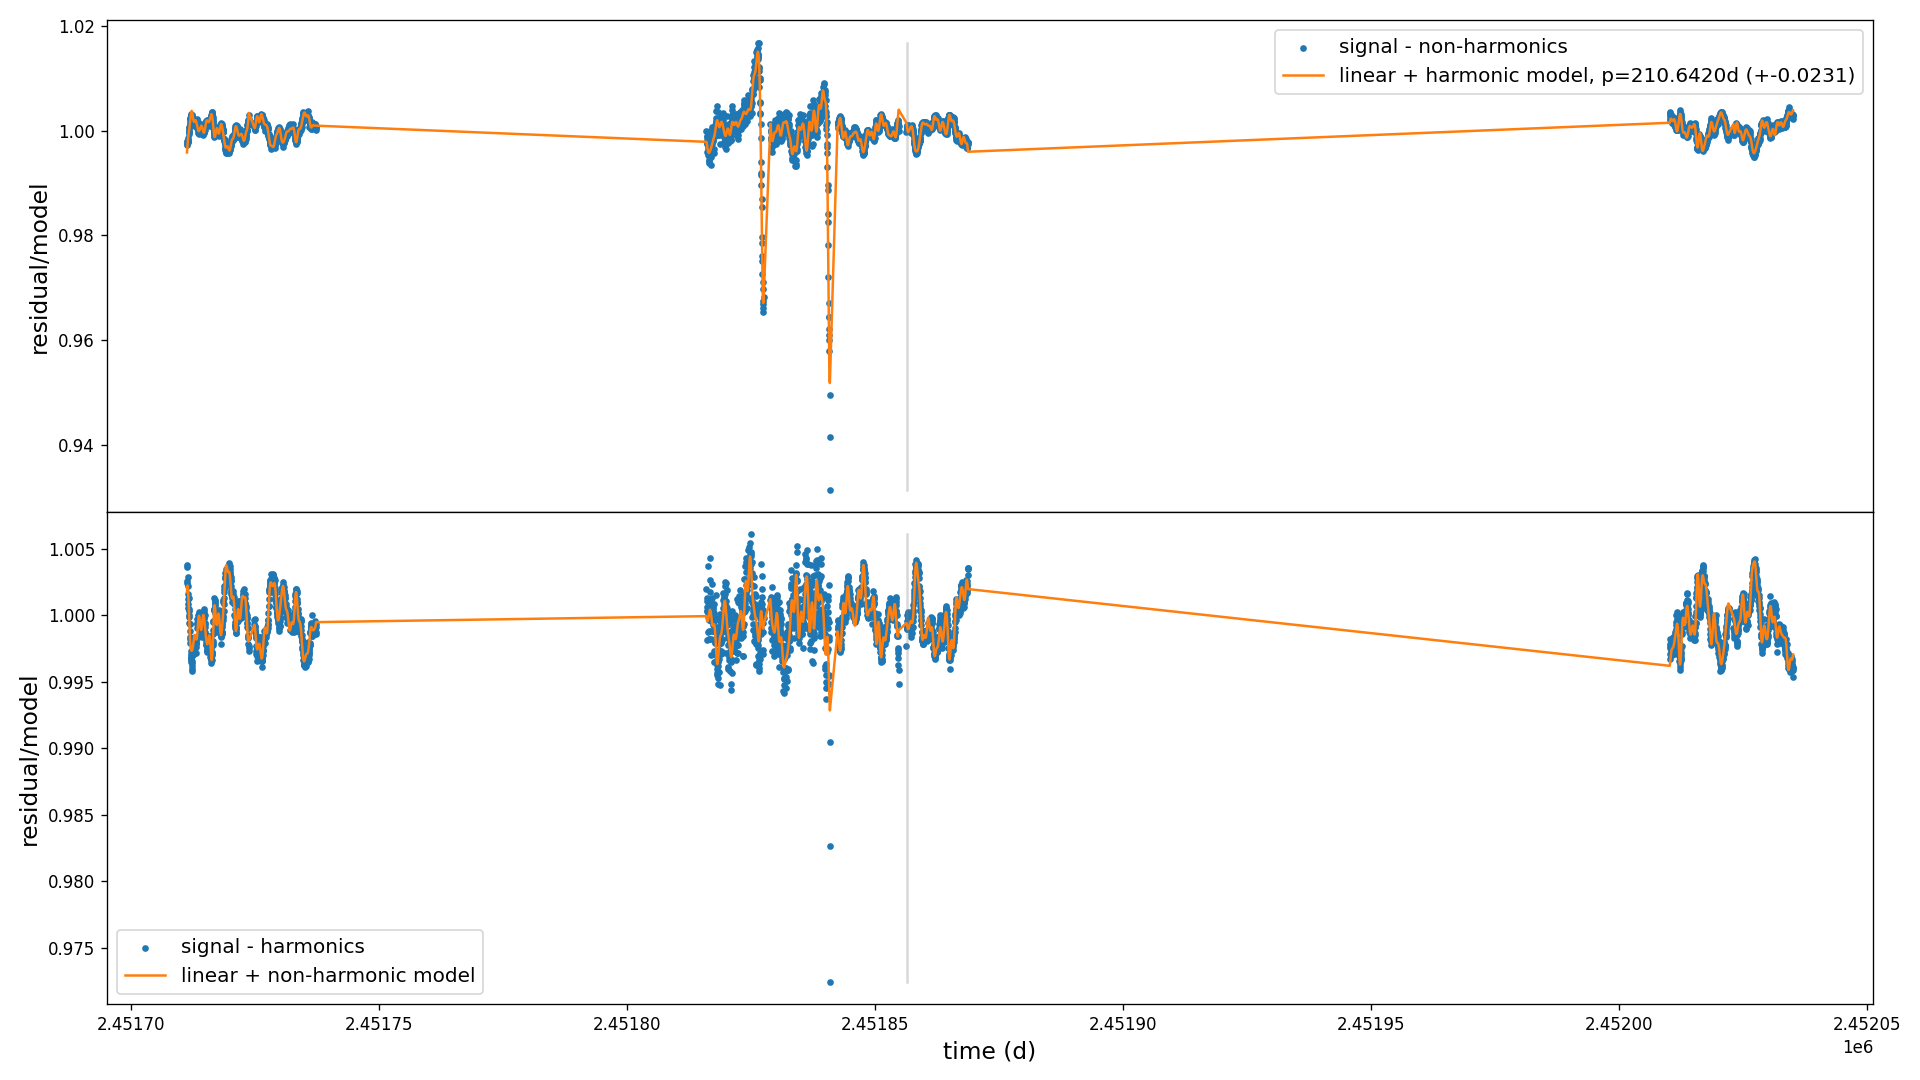 1.02
1.00
0.98
0.96
0.94
residual/model
signal - non-harmonics
linear + harmonic model, p=210.6420d (+-0.0231)
1.005
1.000
0.995
0.990
0.985
0.980
0.975
residual/model
signal - harmonics
linear + non-harmonic model
2.45170
2.45175
2.45180
2.45185
2.45190
2.45195
2.45200
2.45205
time (d)
1e6